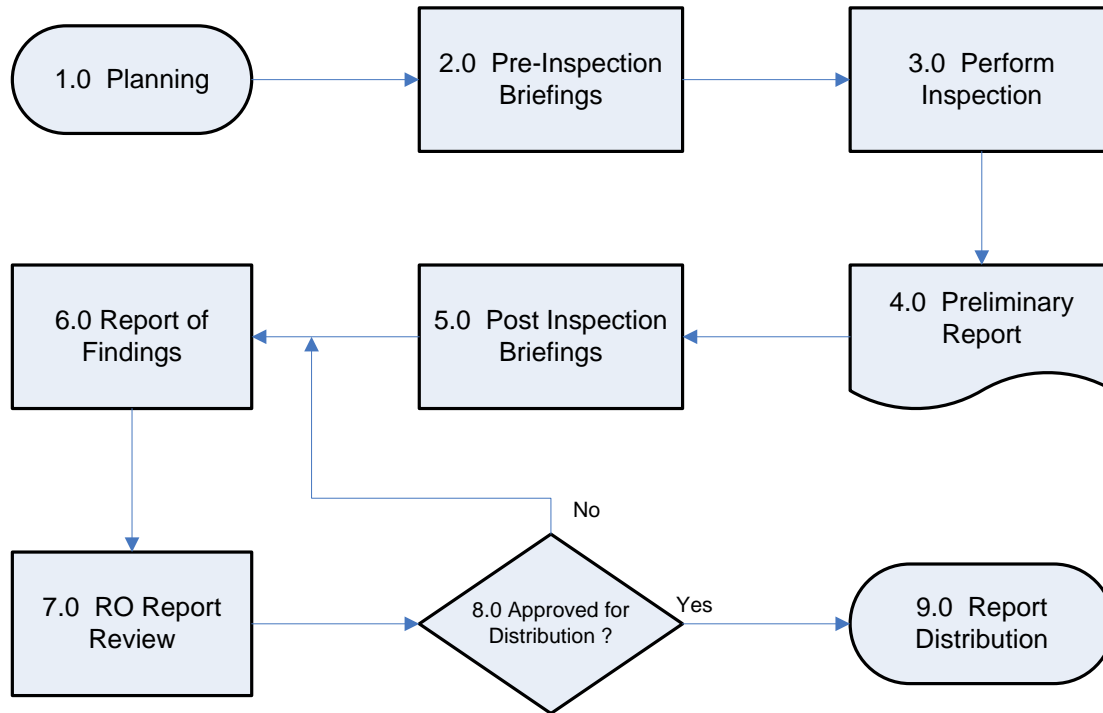 1.0 Planning
2.0 Pre-Inspection
Briefings
3.0 Perform
Inspection
4.0 Preliminary
Report
5.0 Post Inspection
Briefings
6.0 Report of
Findings
7.0 RO Report
Review
8.0 Approved for
Distribution ?
No
Yes
9.0 Report
Distribution